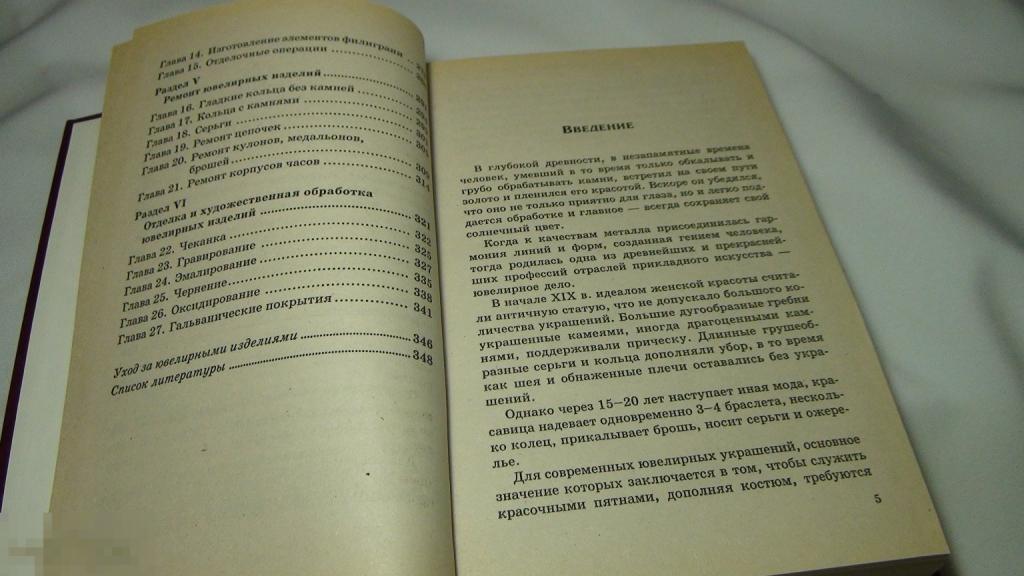 Глава 14. Изготовление элементов филиграни
Глава 15. Отделочные операции
Раздел V
Ремонт ювелирных изделий
Глава 16. Гладкие кольца без камней
Глава 17. Кольца с камнями
Глава 18. Серьги
Глава 19. Ремонт цепочек
Глава 20. Ремонт кулонов, медальонов,
брошей 309
Глава 21. Ремонт корпусов часов 314
Раздел VI
Отделка и художественная обработка
ювелирных изделий 321
Глава 22. Чеканка 322
Глава 23. Гравирование 325
Глава 24. Эмалирование 327
Глава 25. Чернение 335
Глава 26. Оксидирование 338
Глава 27. Гальванические покрытия 341
Уход за ювелирными изделиями 346
Список литературы 348
Введение
В глубокой древности, в незапамятные времена
человек, умевший в то время только обкалывать и
грубо обрабатывать камни, встретил на своем пути
золото и пленился его красотой. Вскоре он убедился,
что оно не только приятно для глаза, но и легко под-
дается обработке и главное — всегда сохраняет свой
солнечный цвет.
Когда к качествам металла присоединилась гар-
мония линий и форм, созданная гением человека,
тогда родилась одна из древнейших и прекрасней-
ших профессий отраслей прикладного искусства —
ювелирное дело.
В начале XIX в. идеалом женской красоты счита-
ли античную статую, что не допускало большого ко-
личества украшений. Большие дугообразные гребни
украшенные камеями, иногда драгоценными кам-
нями, поддерживали прическу. Длинные грушеоб-
разные серьги и кольца дополняли убор, в то время
как шея и обнаженные плечи оставались без укра-
шений.
Однако через 15—20 лет наступает иная мода, кра-
савица надевает одновременно 3—4 браслета, несколь-
ко колец, прикалывает брошь, носит серьги и ожере-
лье.
Для современных ювелирных украшений, основное
значение которых заключается в том, чтобы служить
красочными пятнами, дополняя костюм, требуются
5